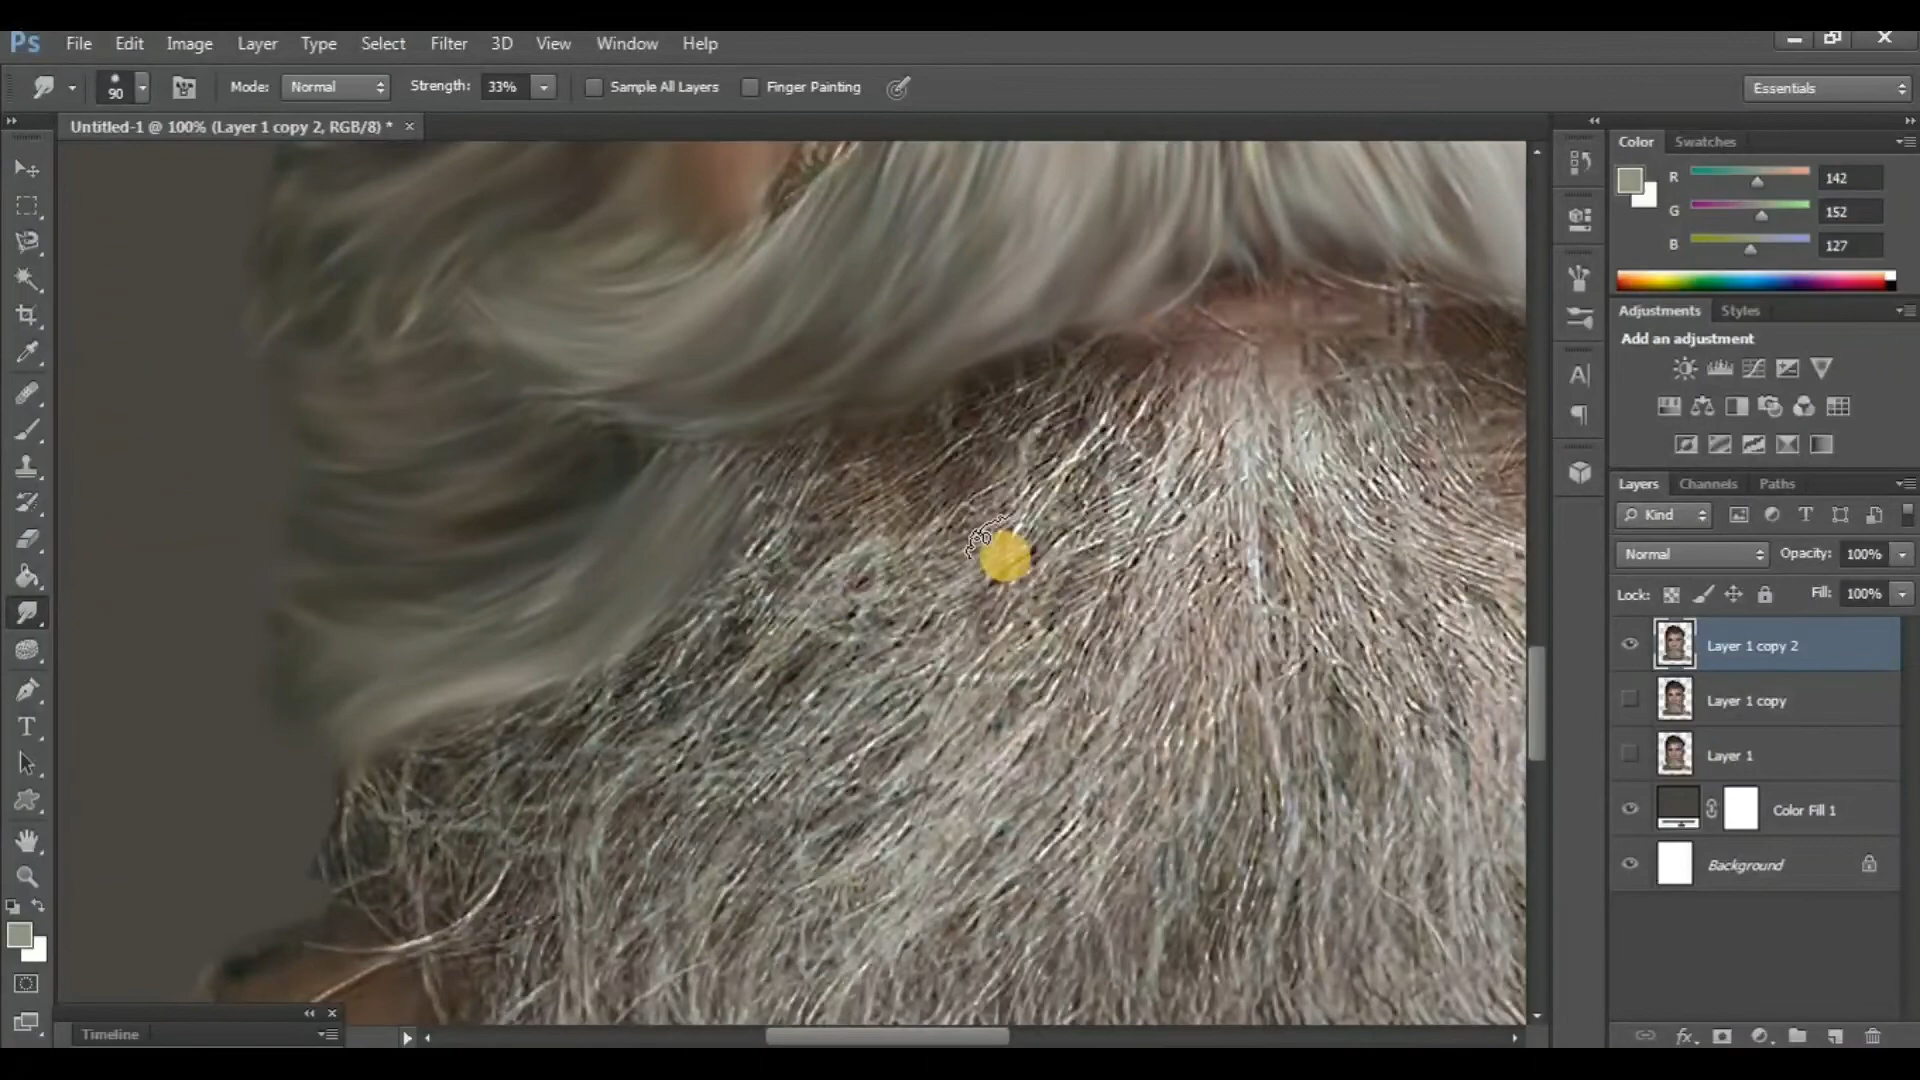 Ps File Edit Image Layer Type Select Filter 3D View Window Help
90 Mode: Normal Strength: 33% Sample All Layers Finger Painting Essentials
Untitled-1 @ 100% (Layer 1 copy 2, RGB/8) * ×
Color Swatches
R 142
G 152
B 127
Adjustments Styles
Add an adjustment
A
Layers Channels Paths
Kind
Normal Opacity: 100%
Lock: Fill: 100%
Layer 1 copy 2
Layer 1 copy
Layer 1
Color Fill 1
Background
T
fx
Timeline